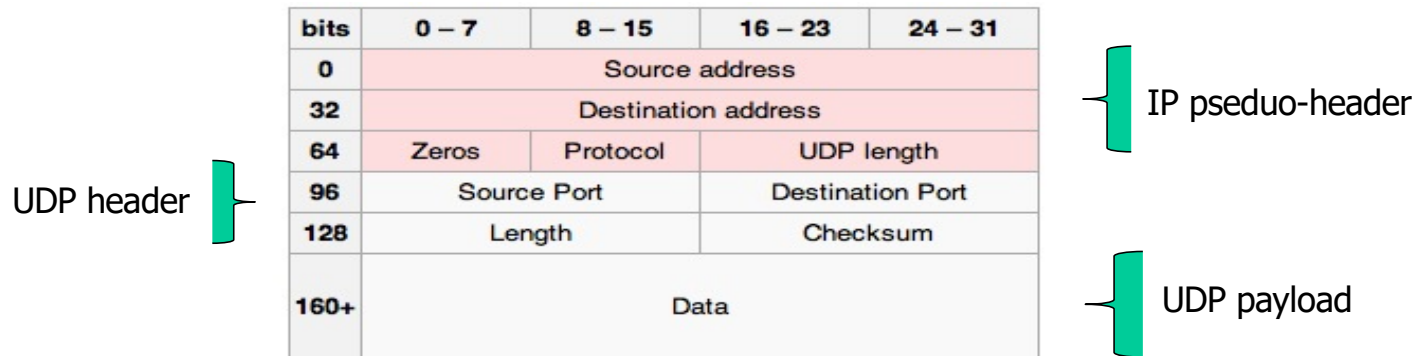 bits 0 – 7 8 – 15 16 – 23 24 – 31
0 Source address
32 Destination address
IP pseduo-header
64 Zeros Protocol UDP length
UDP header
96 Source Port Destination Port
128 Length Checksum
160+ Data
UDP payload